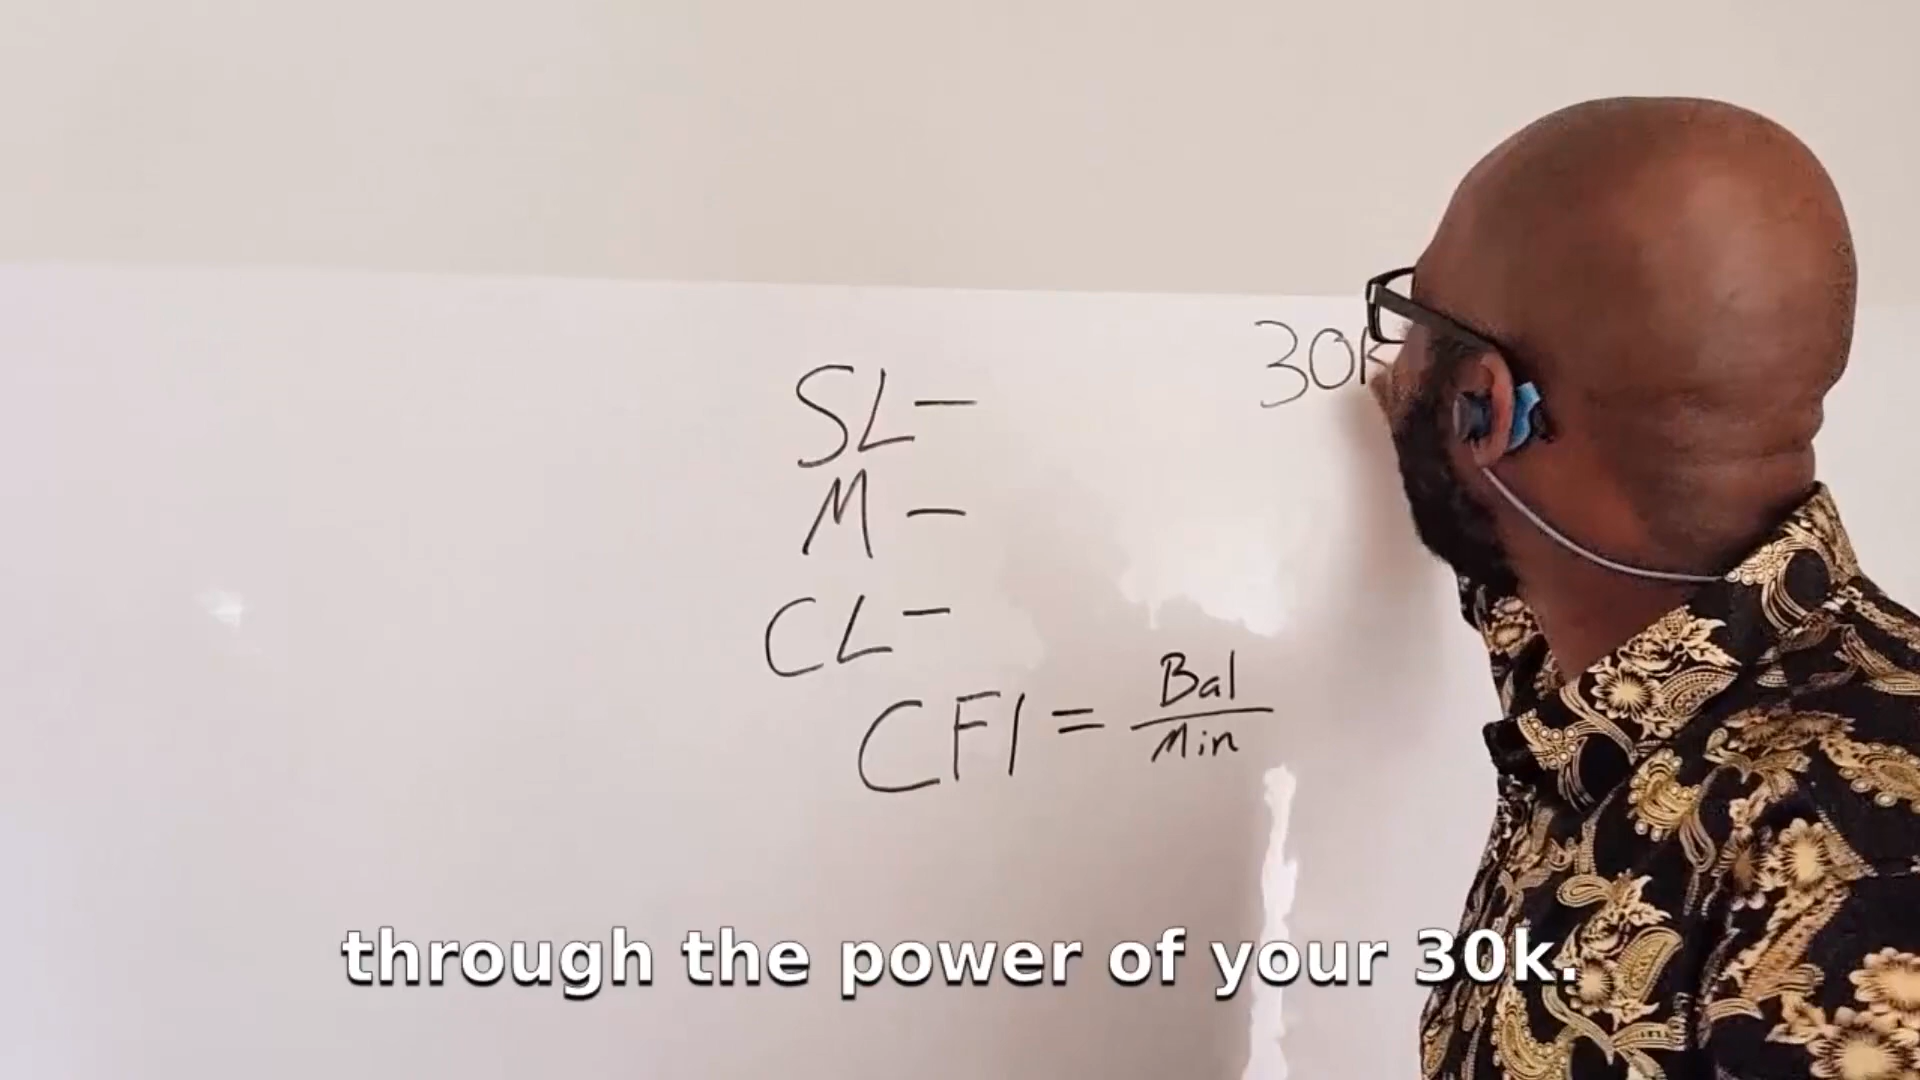 30K
SL-
M-
CL-
CFI = Bal
Min
through the power of your 30k.